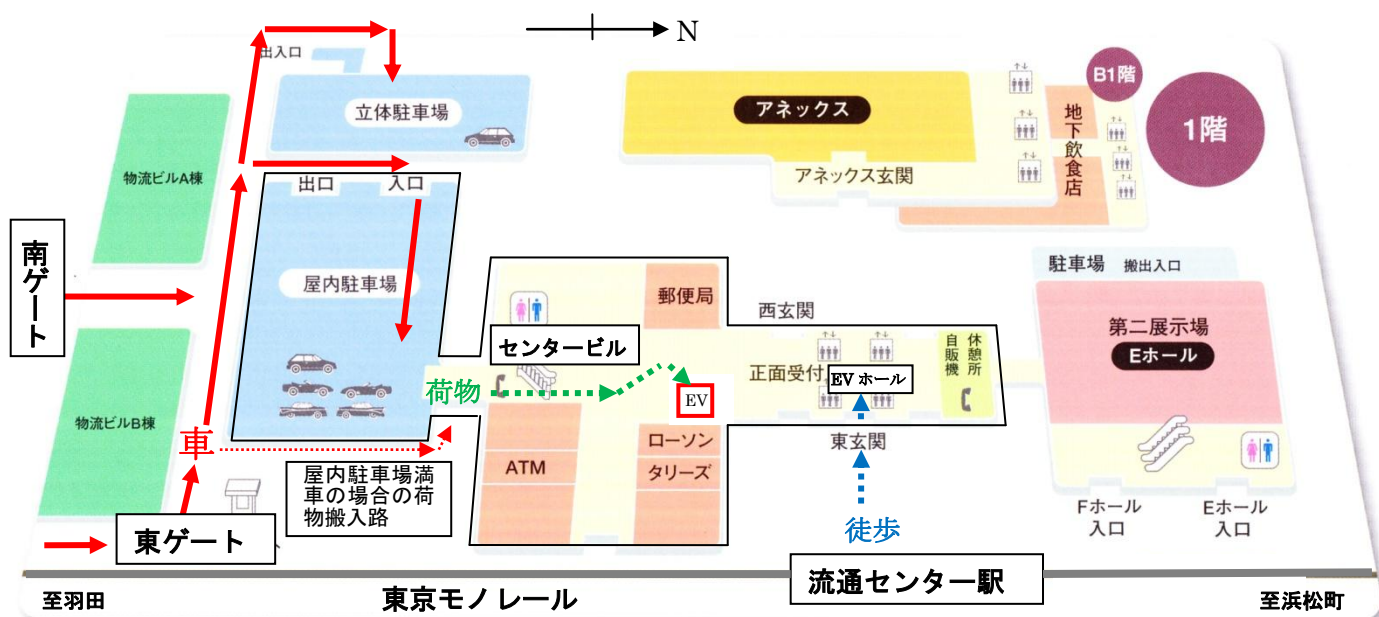 N
出入口
立体駐車場
アネックス
B1階
1階
地下飲食店
アネックス玄関
物流ビルA棟
出口
入口
南ゲート
屋内駐車場
郵便局
西玄関
駐車場 搬出入口
第二展示場
Eホール
センタービル
荷物
EV
正面受付
EVホール
自販機
休憩所
物流ビルB棟
車
ローソン
タリーズ
ATM
東玄関
屋内駐車場満
車の場合の荷
物搬入路
徒歩
Fホール
入口
Eホール
入口
東ゲート
流通センター駅
至羽田
東京モノレール
至浜松町